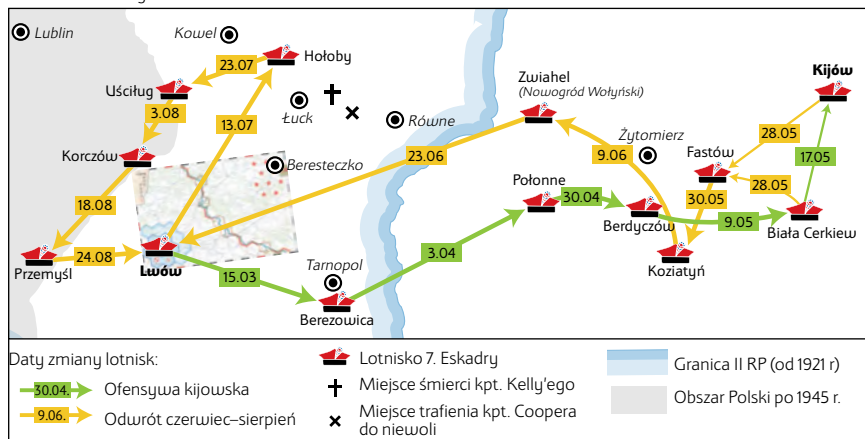 Lublin
Kowel
Hołoby
23.07
Uściług
3.08
13.07
Łuck
Równe
Zwiahel
(Nowogród Wołyński)
Kijów
28.05
Żytomierz
Fastów
17.05
Korczów
Beresteczko
23.06
9.06
28.05
Połonne
30.04
30.05
18.08
Berdyczów
9.05
Biała Cerkiew
24.08
Przemyśl
Lwów
3.04
Koziatyń
15.03
Tarnopol
Berezowica
Daty zmiany lotnisk:
30.04.
Ofensywa kijowska
9.06.
Odwrót czerwiec–sierpień
Lotnisko 7. Eskadry
Miejsce śmierci kpt. Kelly'ego
Miejsce trafienia kpt. Coopera
do niewoli
Granica II RP (od 1921 r)
Obszar Polski po 1945 r.